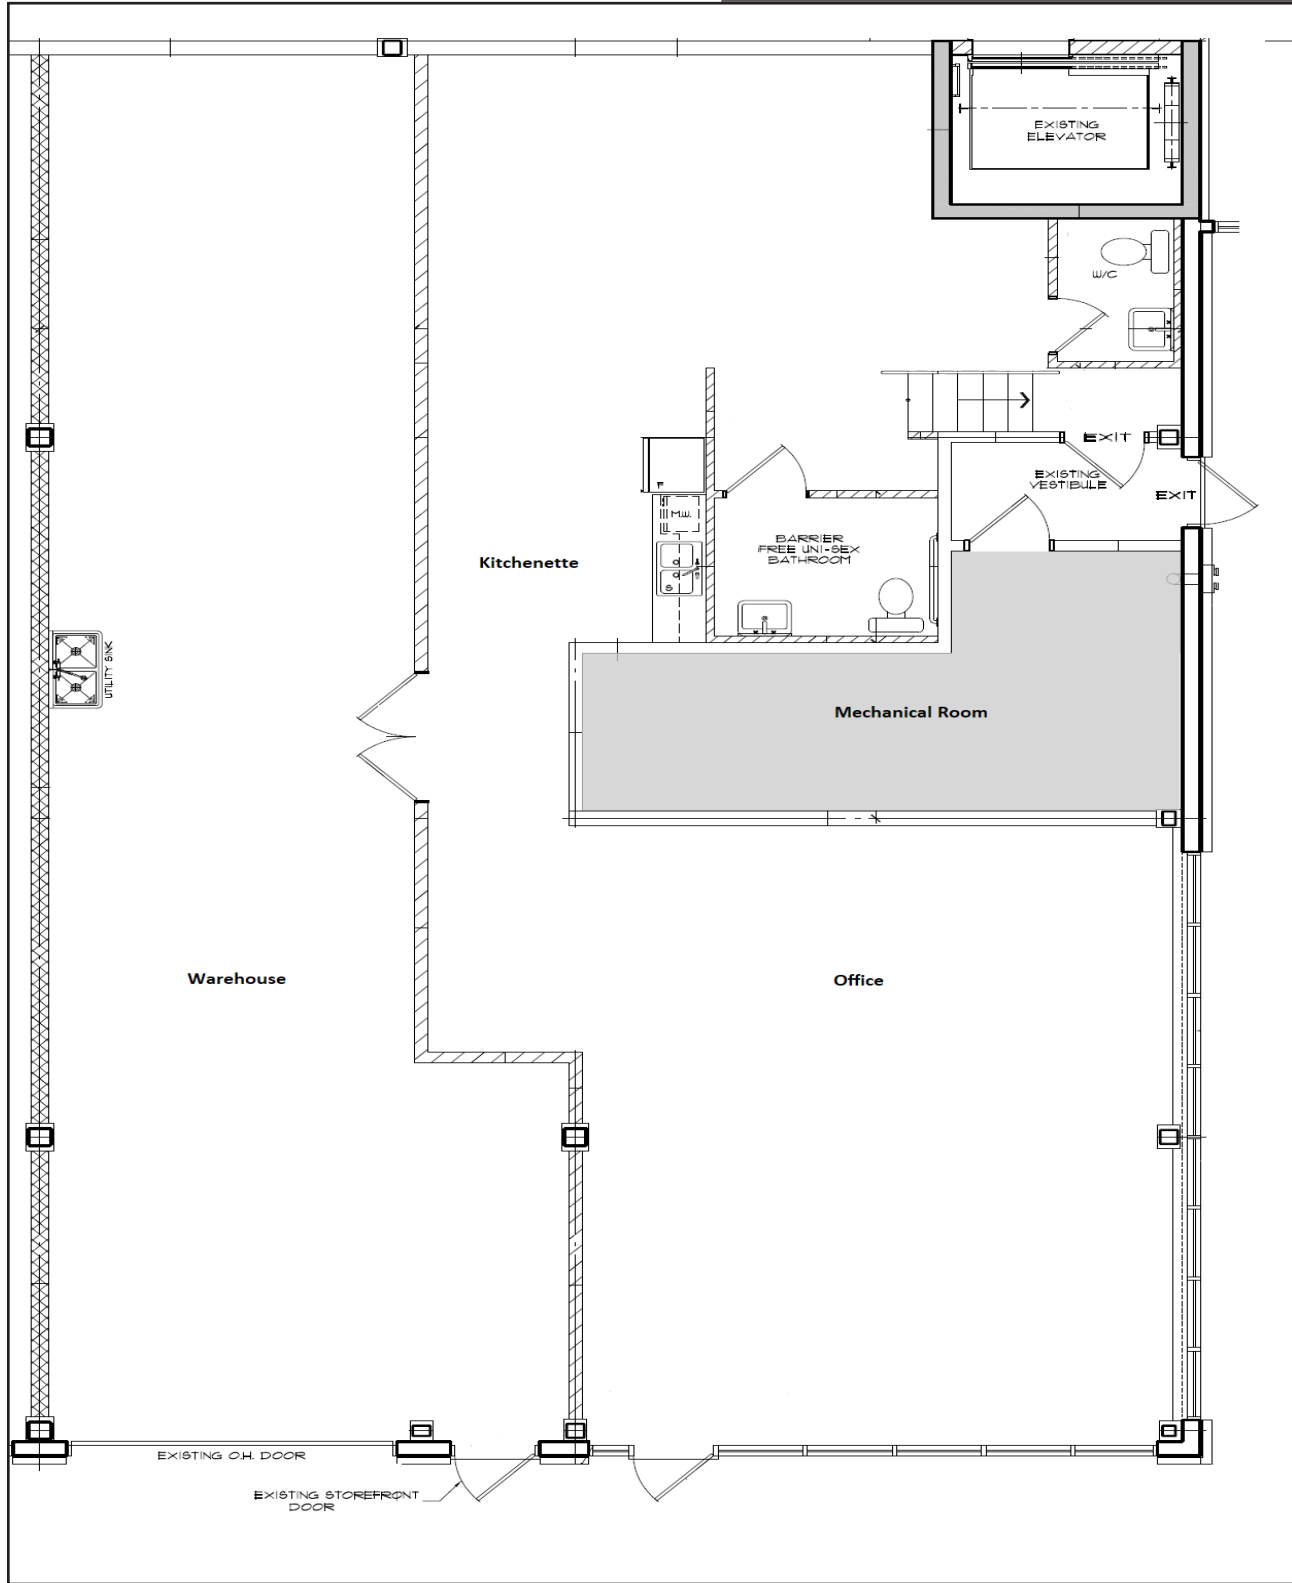 EXISTING
ELEVATOR
W/C
EXIT
EXISTING
VESTIBULE
EXIT
F
M.W.
S
BARRIER
FREE UNI-SEX
BATHROOM
Kitchenette
UTILITY SINK
Mechanical Room
Warehouse
Office
EXISTING O.H. DOOR
EXISTING STOREFRONT
DOOR